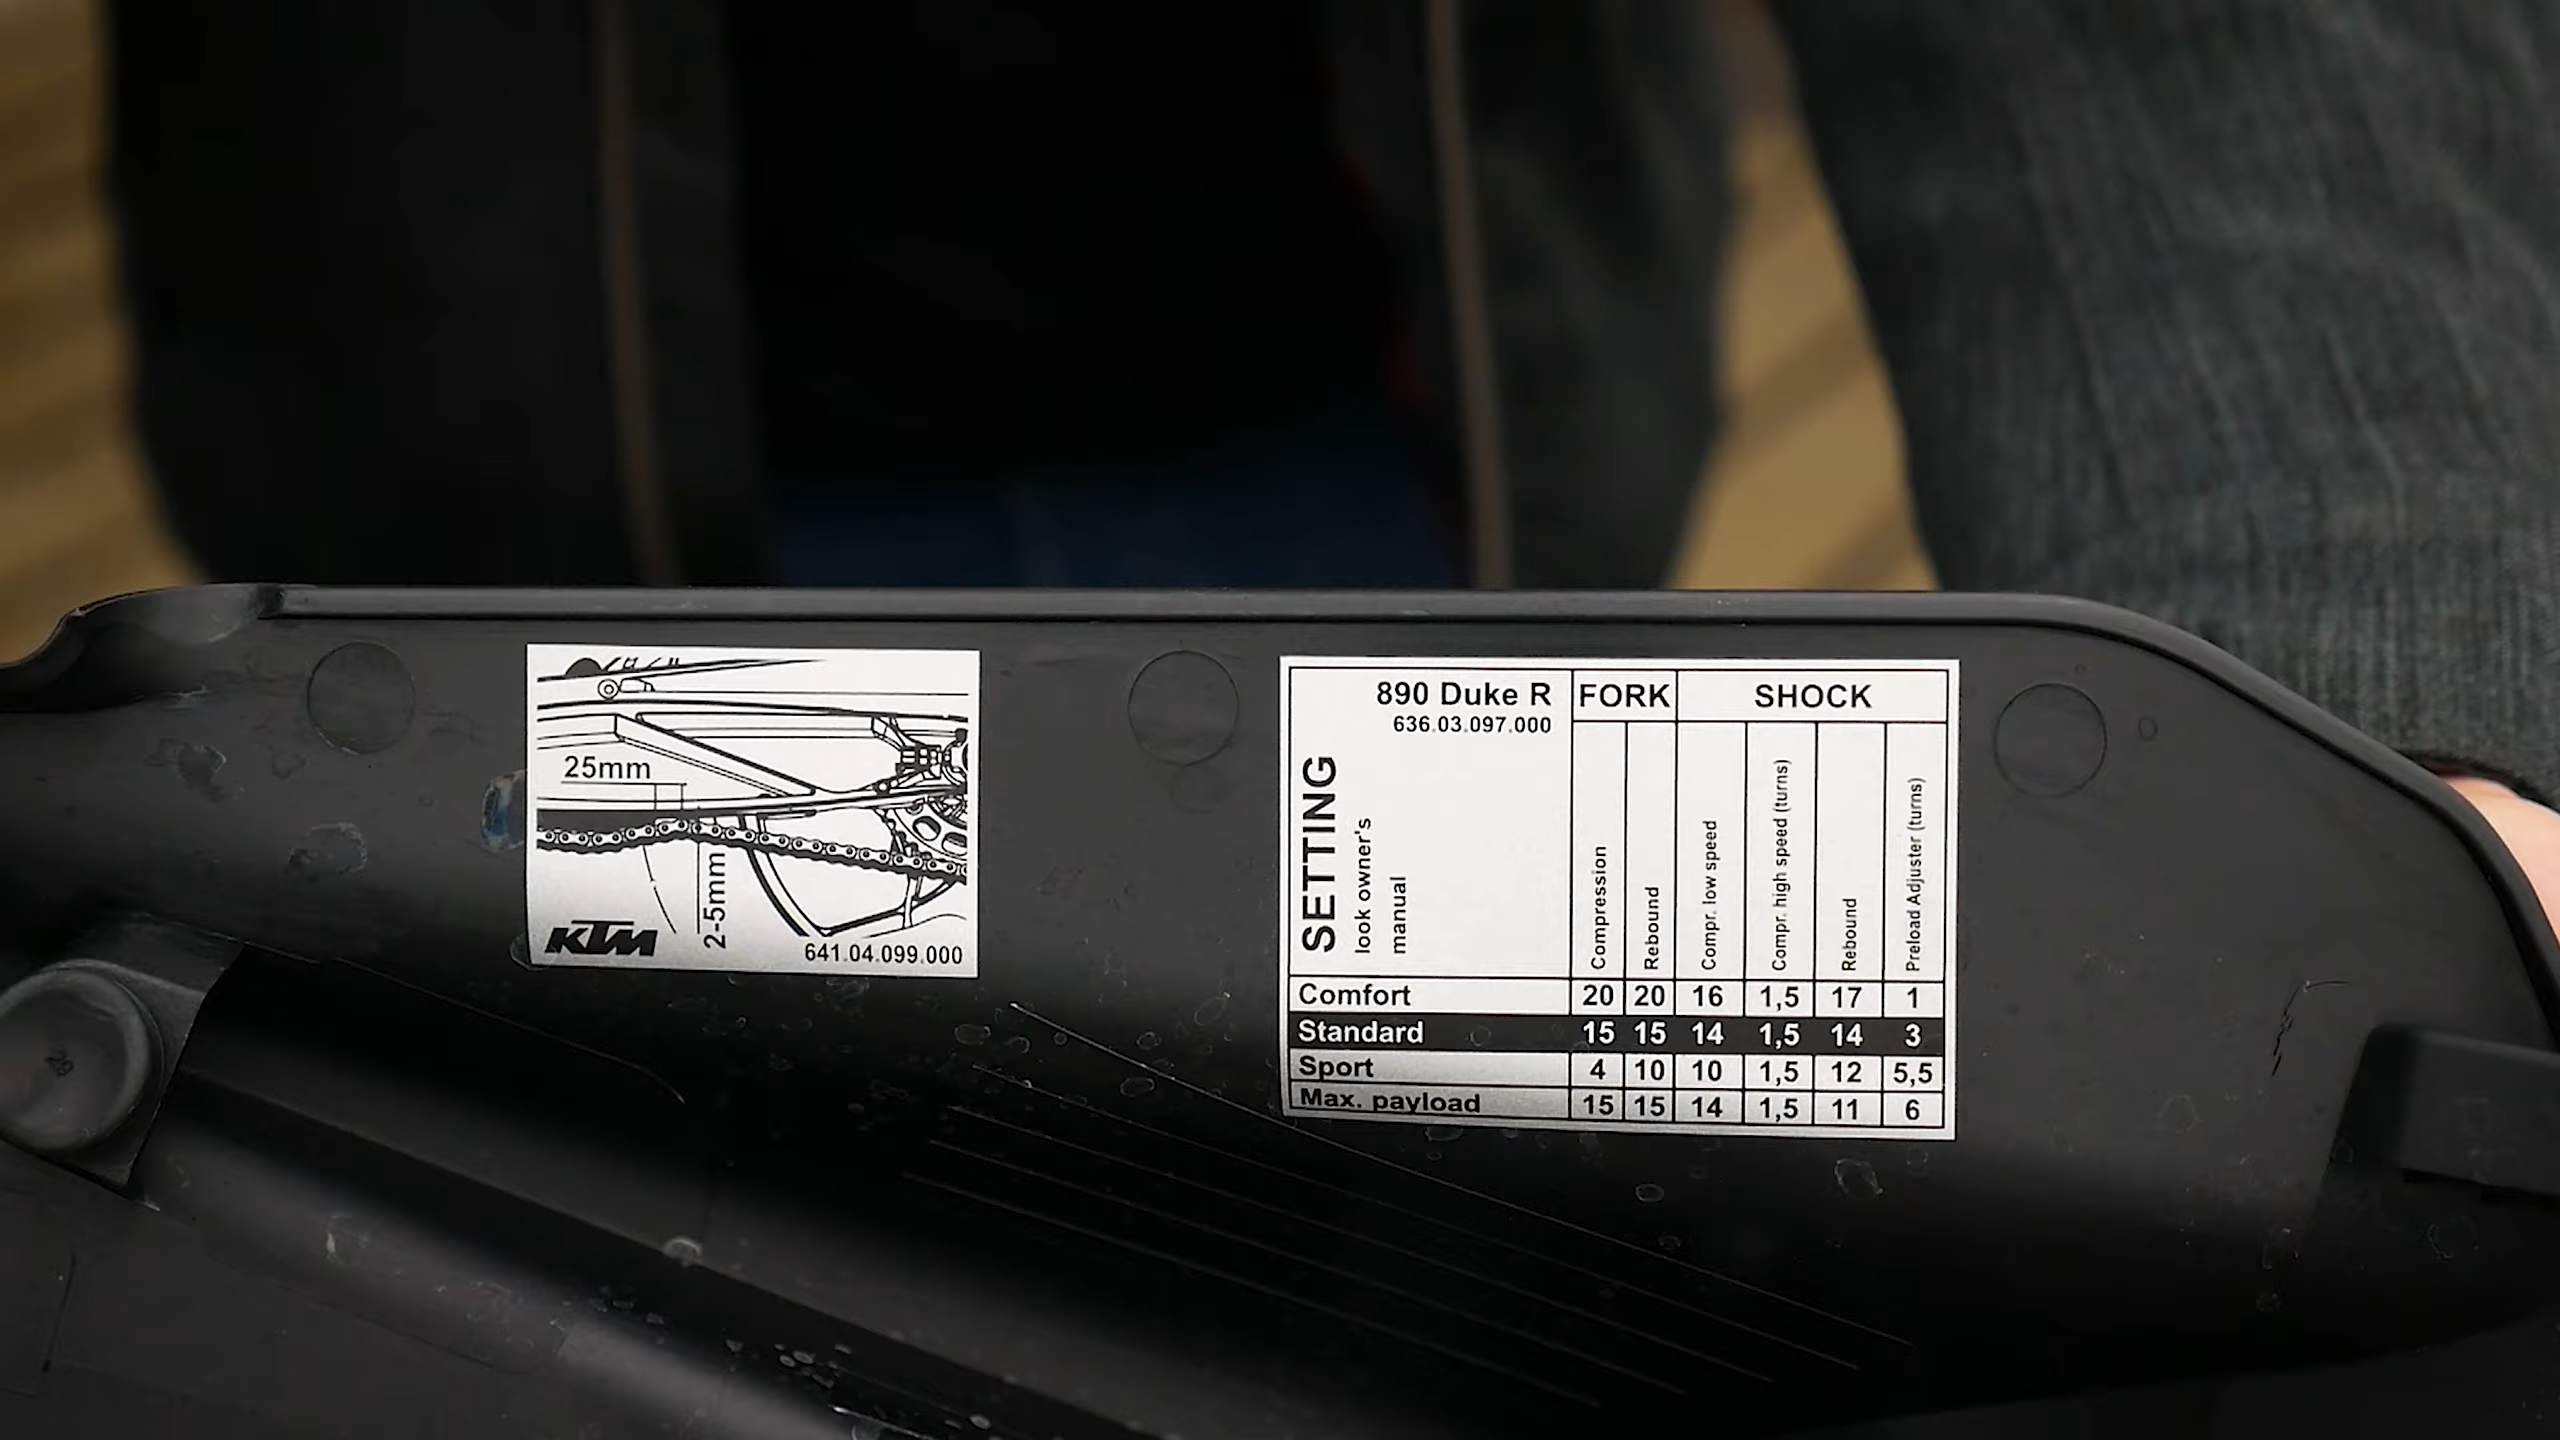 25mm
2-5mm
KTM
641.04.099.000
890 Duke R
636.03.097.000
SETTING
look owner's
manual
FORK
SHOCK
Compression
Rebound
Compr. low speed
Compr. high speed (turns)
Rebound
Preload Adjuster (turns)
Comfort 20 20 16 1,5 17 1
Standard 15 15 14 1,5 14 3
Sport 4 10 10 1,5 12 5,5
Max. payload 15 15 14 1,5 11 6